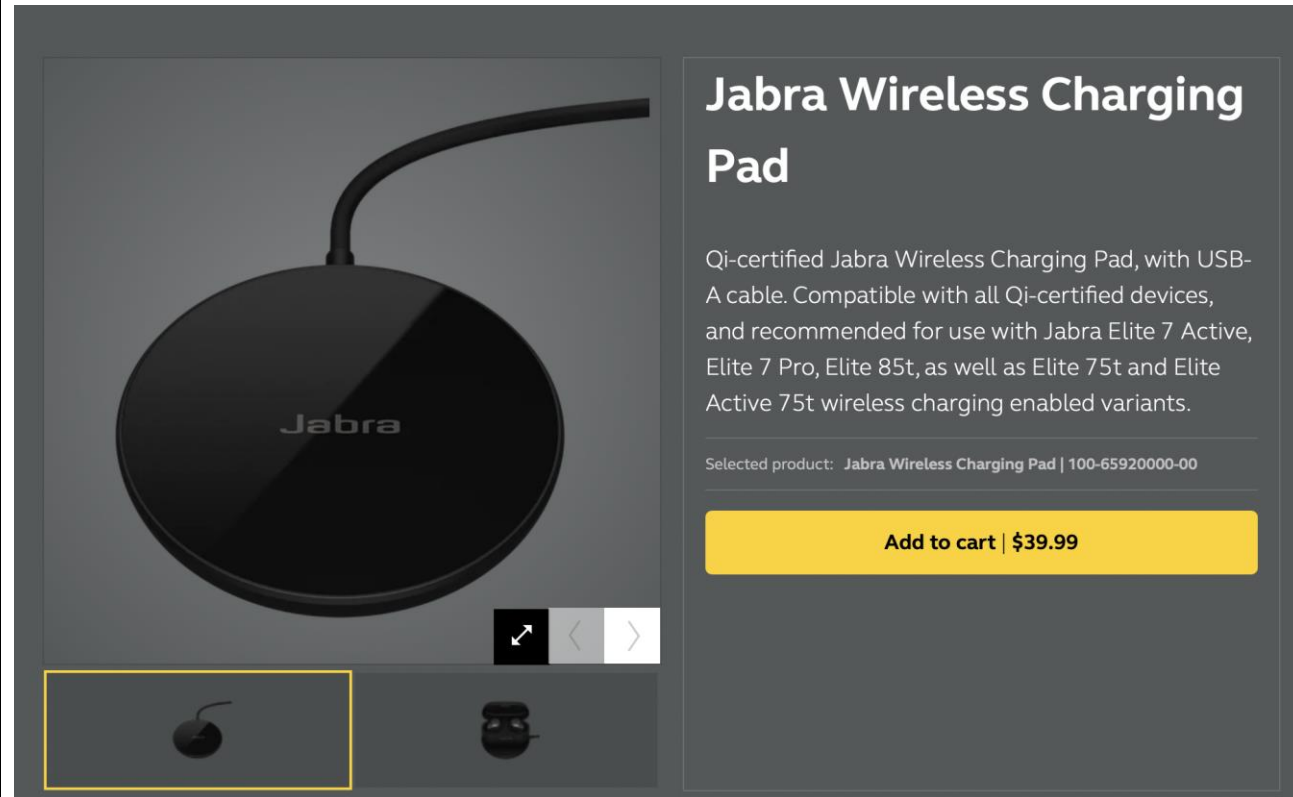 Jabra
Jabra Wireless Charging
Pad
Qi-certified Jabra Wireless Charging Pad, with USB-
A cable. Compatible with all Qi-certified devices,
and recommended for use with Jabra Elite 7 Active,
Elite 7 Pro, Elite 85t, as well as Elite 75t and Elite
Active 75t wireless charging enabled variants.
Selected product: Jabra Wireless Charging Pad | 100-65920000-00
Add to cart | $39.99